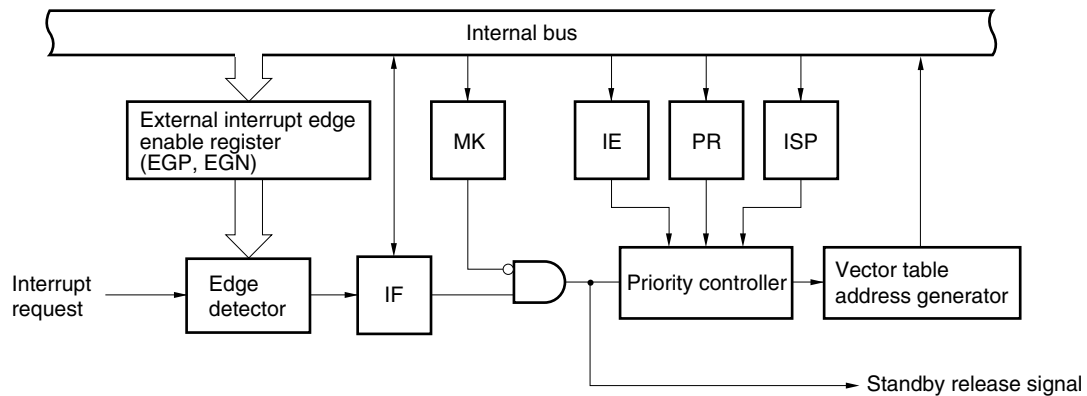 Internal bus
External interrupt edge
enable register
(EGP, EGN)
MK
IE
PR
ISP
Interrupt
request
Edge
detector
IF
Priority controller
Vector table
address generator
Standby release signal